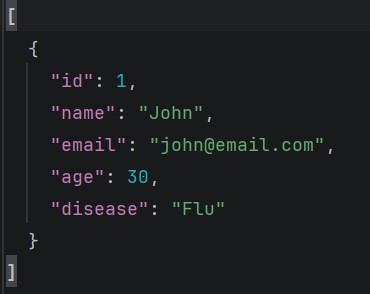 [
{
"id": 1,
"name": "John",
"email": "john@email.com",
"age": 30,
"disease": "Flu"
}
]